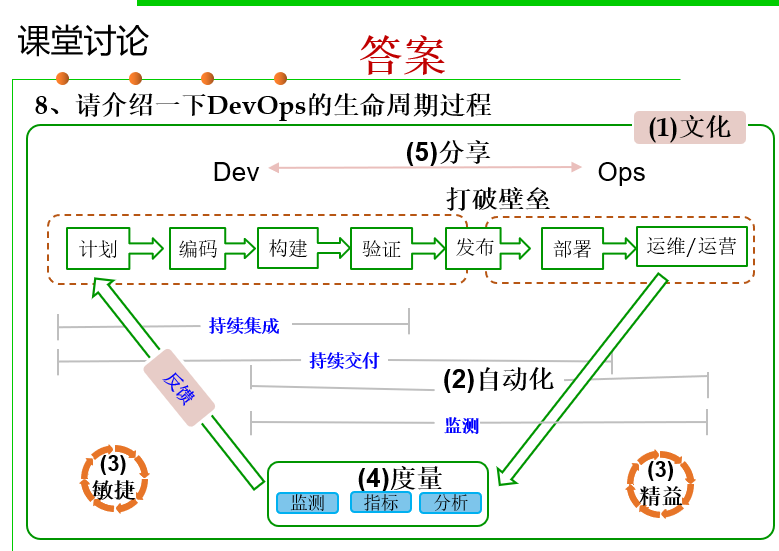 课堂讨论
答案
8、请介绍一下DevOps的生命周期过程
(1)文化
(5)分享
Dev
Ops
打破壁垒
计划
编码
构建
验证
发布
部署
运维/运营
持续集成
持续交付
(2)自动化
反馈
监测
(3)
敏捷
(4)度量
监测
指标
分析
(3)
精益